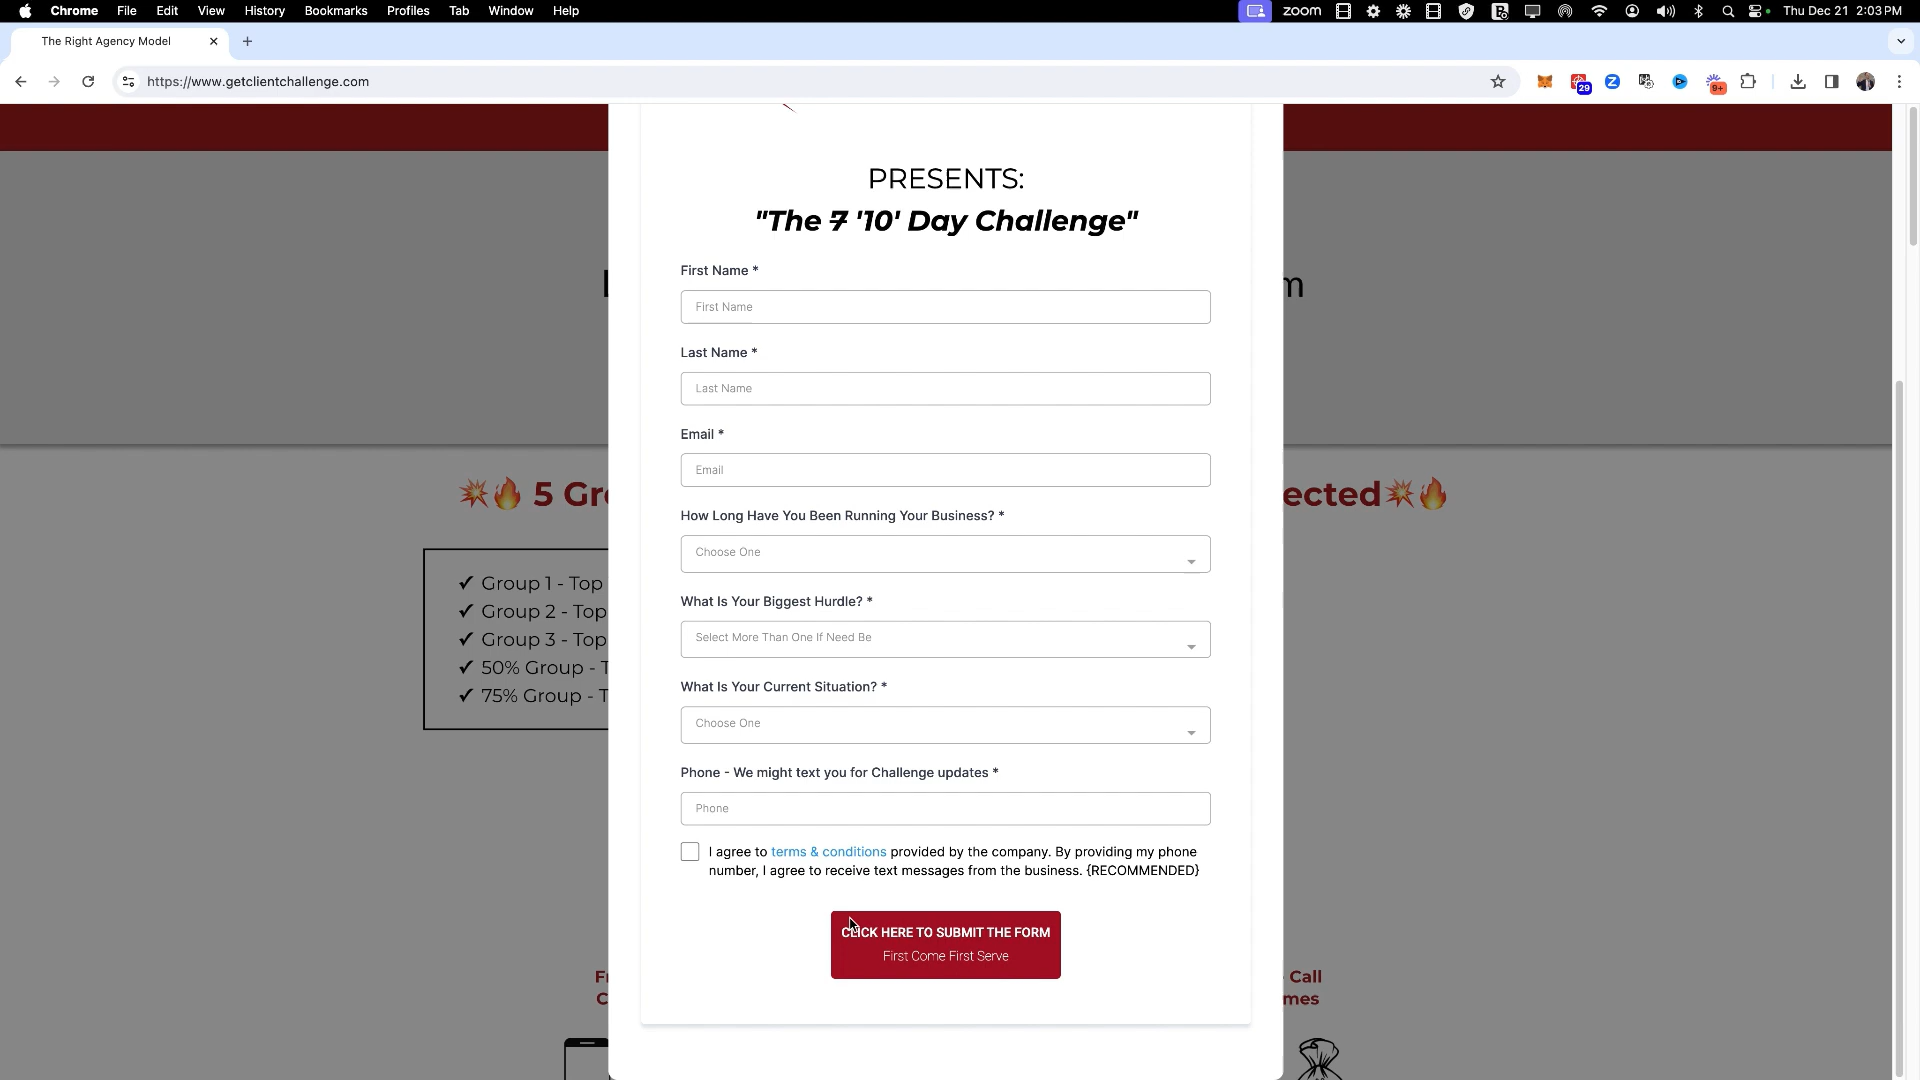 Chrome File Edit View History Bookmarks Profiles Tab Window Help zoom Thu Dec 21 2:03 PM
The Right Agency Model
https://www.getclientchallenge.com 29 9+
PRESENTS:
"The 7 '10' Day Challenge"
First Name *
First Name
Last Name *
Last Name
Email *
Email
💥🔥 5 Gr ected💥🔥
How Long Have You Been Running Your Business? *
Choose One
✓ Group 1 - Top
✓ Group 2 - Top
✓ Group 3 - Top
✓ 50% Group - T
✓ 75% Group - T
What Is Your Biggest Hurdle? *
Select More Than One If Need Be
What Is Your Current Situation? *
Choose One
Phone - We might text you for Challenge updates *
Phone
I agree to terms & conditions provided by the company. By providing my phone
number, I agree to receive text messages from the business. {RECOMMENDED}
CLICK HERE TO SUBMIT THE FORM
First Come First Serve
Call
mes